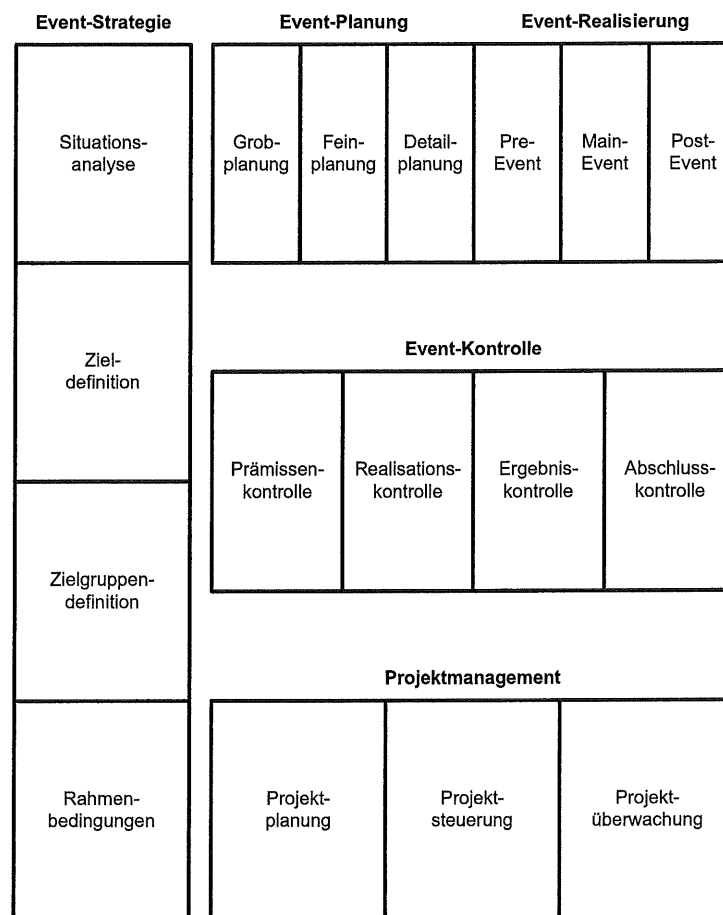 Event-Strategie
Situations-
analyse
Ziel-
definition
Zielgruppen-
definition
Rahmen-
bedingungen
Event-Planung
Event-Realisierung
Grob-
planung
Fein-
planung
Detail-
planung
Pre-
Event
Main-
Event
Post-
Event
Event-Kontrolle
Prämissen-
kontrolle
Realisations-
kontrolle
Ergebnis-
kontrolle
Abschluss-
kontrolle
Projektmanagement
Projekt-
planung
Projekt-
steuerung
Projekt-
überwachung